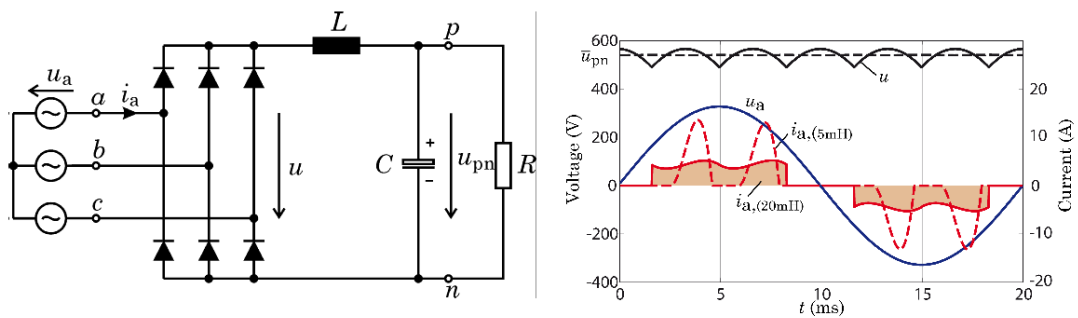 L
p
u_a
a
i_a
b
c
u
C
+
-
u_pn
R
n
600
ū_pn
400
200
0
-200
-400
Voltage (V)
u
u_a
i_a,(5mH)
i_a,(20mH)
20
10
0
-10
-20
Current (A)
0
5
10
15
20
t (ms)